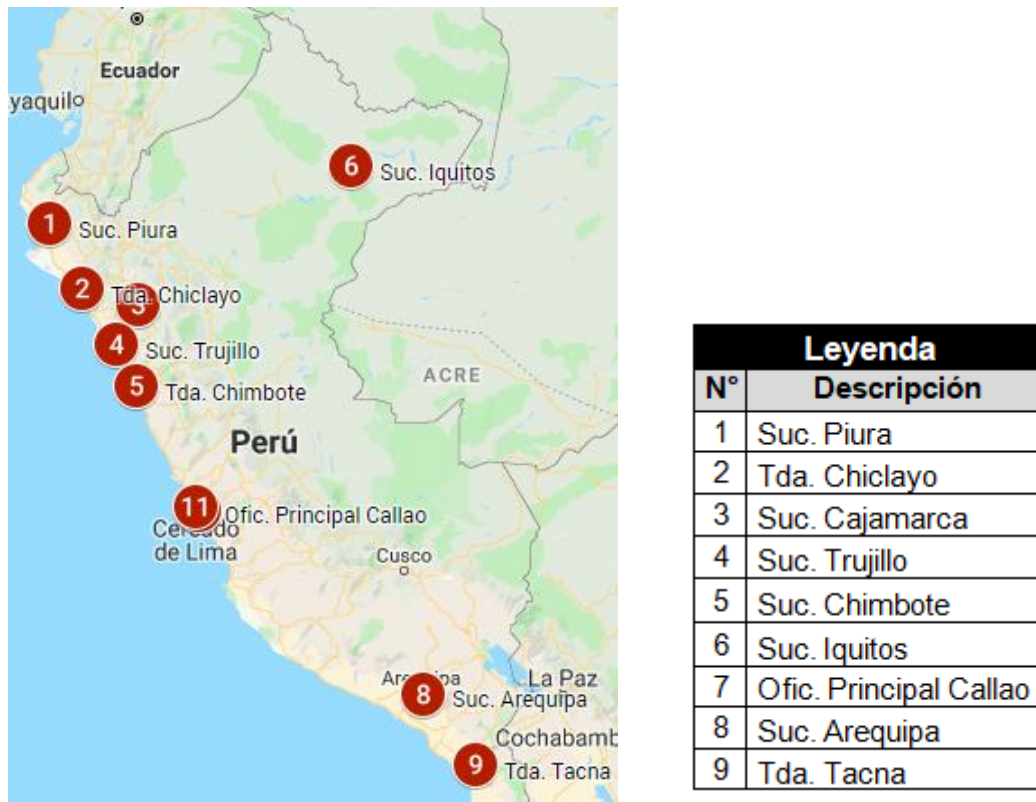 Ecuador
yaquil
6
Suc. Iquitos
1
Suc. Piura
2
Tda. Chiclayo
3
4
Suc. Trujillo
ACRE
5
Tda. Chimbote
Perú
11
Ofic. Principal Callao
Cercado
de Lima
Cusco
Arequipa
La Paz
8
Suc. Arequipa
Cochabamb
9
Tda. Tacna
Leyenda
N° Descripción
1 Suc. Piura
2 Tda. Chiclayo
3 Suc. Cajamarca
4 Suc. Trujillo
5 Suc. Chimbote
6 Suc. Iquitos
7 Ofic. Principal Callao
8 Suc. Arequipa
9 Tda. Tacna